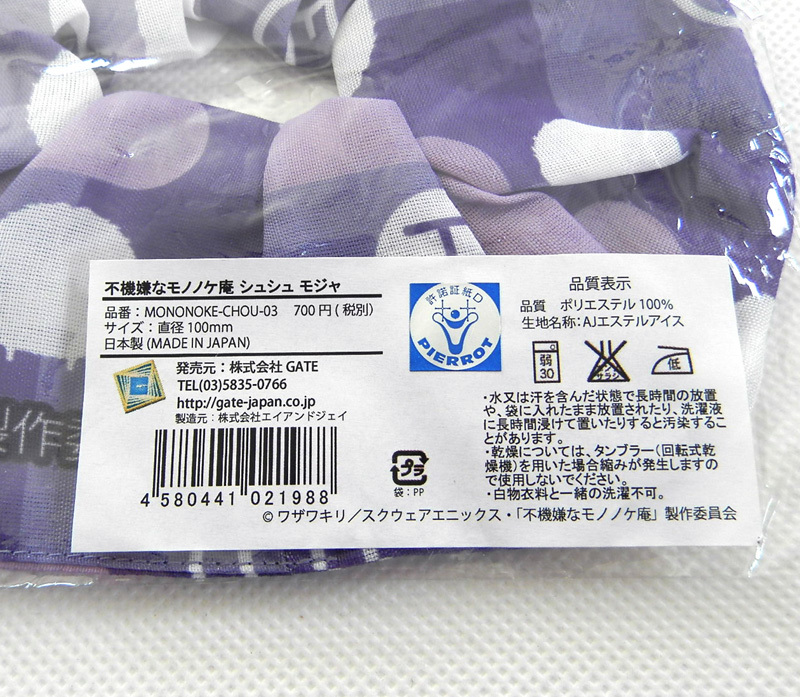 不機嫌なモノノケ庵 シュシュ モジャ
品番：MONONOKE-CHOU-03　700円(税別)
サイズ：直径100mm
日本製(MADE IN JAPAN)
発売元：株式会社 GATE
TEL(03)5835-0766
http://gate-japan.co.jp
製造元：株式会社エイアンドジェイ
4 580441 021988
許諾証紙D
PIERROT
プラ
袋：PP
品質表示
品質　ポリエステル 100%
生地名称：AJエステルアイス
弱
30
エンソ
サラシ
低
・水又は汗を含んだ状態で長時間の放置
や、袋に入れたまま放置されたり、洗濯液
に長時間浸けて置いたりすると汚染するこ
とがあります。
・乾燥については、タンブラー(回転式乾
燥機)を用いた場合縮みが発生しますの
で使用しないでください。
・白物衣料と一緒の洗濯不可。
© ワザワキリ／スクウェアエニックス・「不機嫌なモノノケ庵」製作委員会
製作委